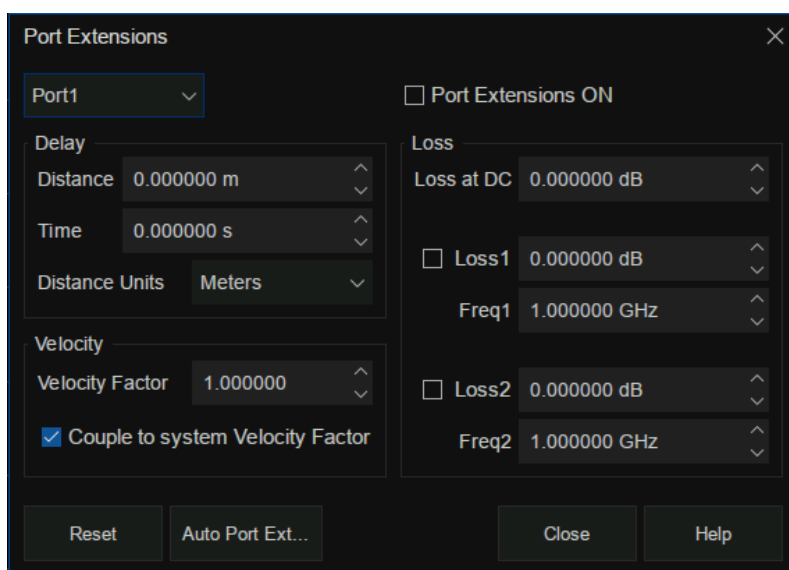 Port Extensions
Port1
Port Extensions ON
Delay
Distance 0.000000 m
Time 0.000000 s
Distance Units Meters
Velocity
Velocity Factor 1.000000
Couple to system Velocity Factor
Loss
Loss at DC 0.000000 dB
Loss1 0.000000 dB
Freq1 1.000000 GHz
Loss2 0.000000 dB
Freq2 1.000000 GHz
Reset
Auto Port Ext...
Close
Help